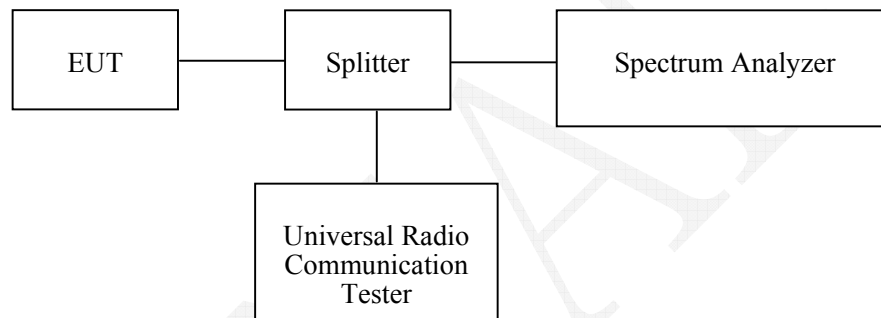 EUT
Splitter
Spectrum Analyzer
Universal Radio
Communication
Tester